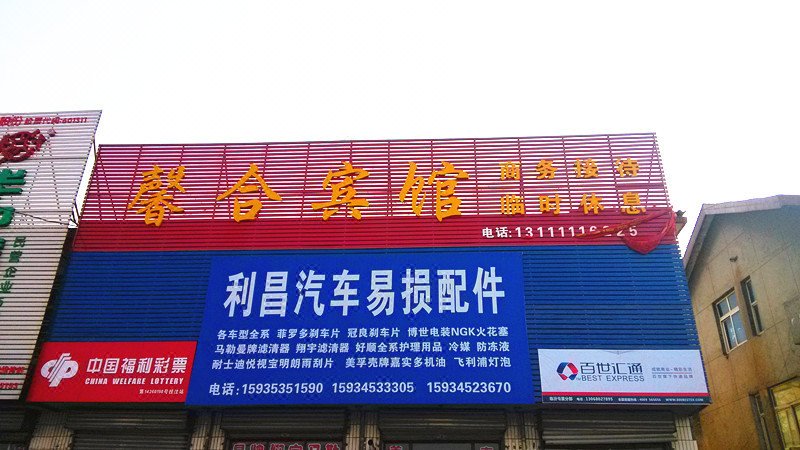 馨合宾馆
商务接待
临时休息
电话:13111116
利昌汽车易损配件
各车型全系 菲罗多刹车片 冠良刹车片 博世电装NGK火花塞
马勒曼牌滤清器 翔宇滤清器 好顺全系护理用品 冷媒 防冻液
耐士迪悦视宝明朗雨刮片 美孚壳牌嘉实多机油 飞利浦灯泡
电话:15935351590 15934533305 15934523670
中国福利彩票
CHINA WELFARE LOTTERY
百世汇通
BEST EXPRESS